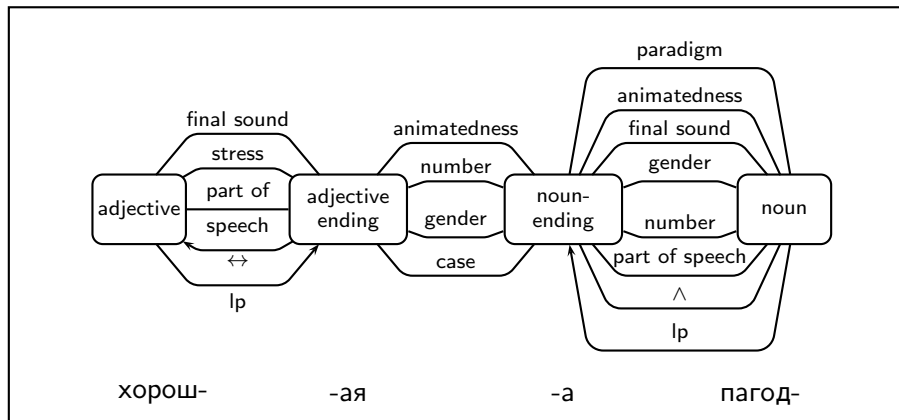 paradigm
animatedness
final sound
final sound
animatedness
stress
number
gender
adjective
part of
adjective
ending
noun-
ending
noun
speech
gender
number
↔
case
part of speech
∧
lp
lp
хорош-
-ая
-а
пагод-